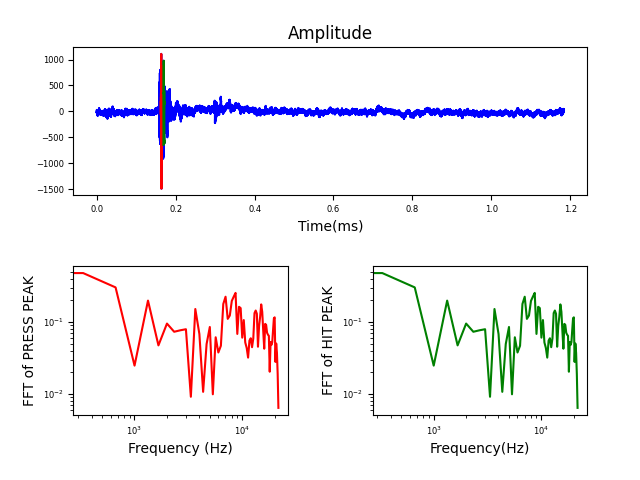 Amplitude
1000
500
0
−500
−1000
−1500
0.0 0.2 0.4 0.6 0.8 1.0 1.2
Time(ms)
FFT of PRESS PEAK
10⁻¹
10⁻²
10³ 10⁴
Frequency (Hz)
FFT of HIT PEAK
10⁻¹
10⁻²
10³ 10⁴
Frequency(Hz)